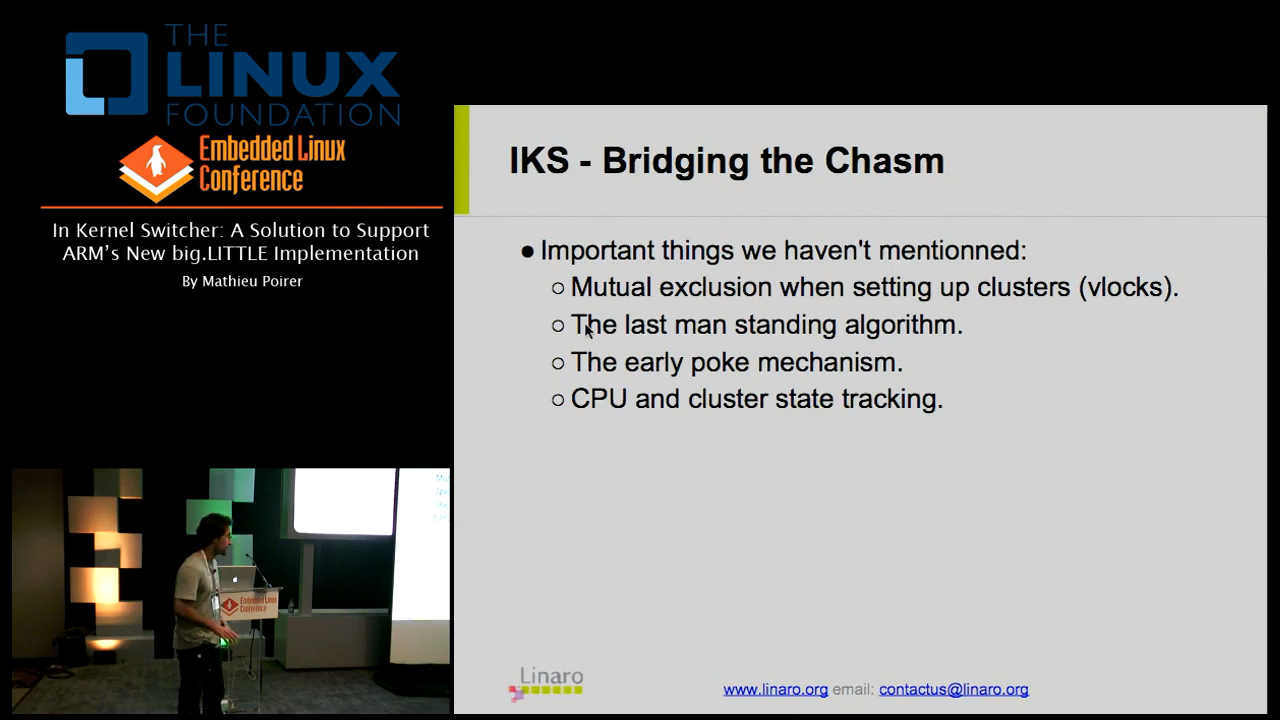 THE
LINUX
FOUNDATION
Embedded Linux
Conference
In Kernel Switcher: A Solution to Support
ARM's New big.LITTLE Implementation
By Mathieu Poirer
IKS - Bridging the Chasm
● Important things we haven't mentionned:
○ Mutual exclusion when setting up clusters (vlocks).
○ The last man standing algorithm.
○ The early poke mechanism.
○ CPU and cluster state tracking.
Embedded Linux
Conference
Linaro
www.linaro.org email: contactus@linaro.org